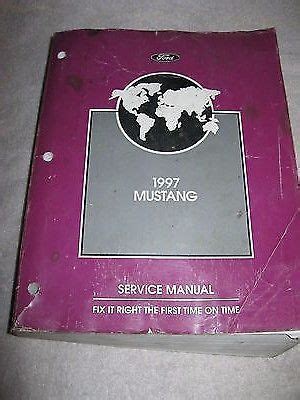 Ford
1997
MUSTANG
SERVICE MANUAL
FIX IT RIGHT THE FIRST TIME ON TIME